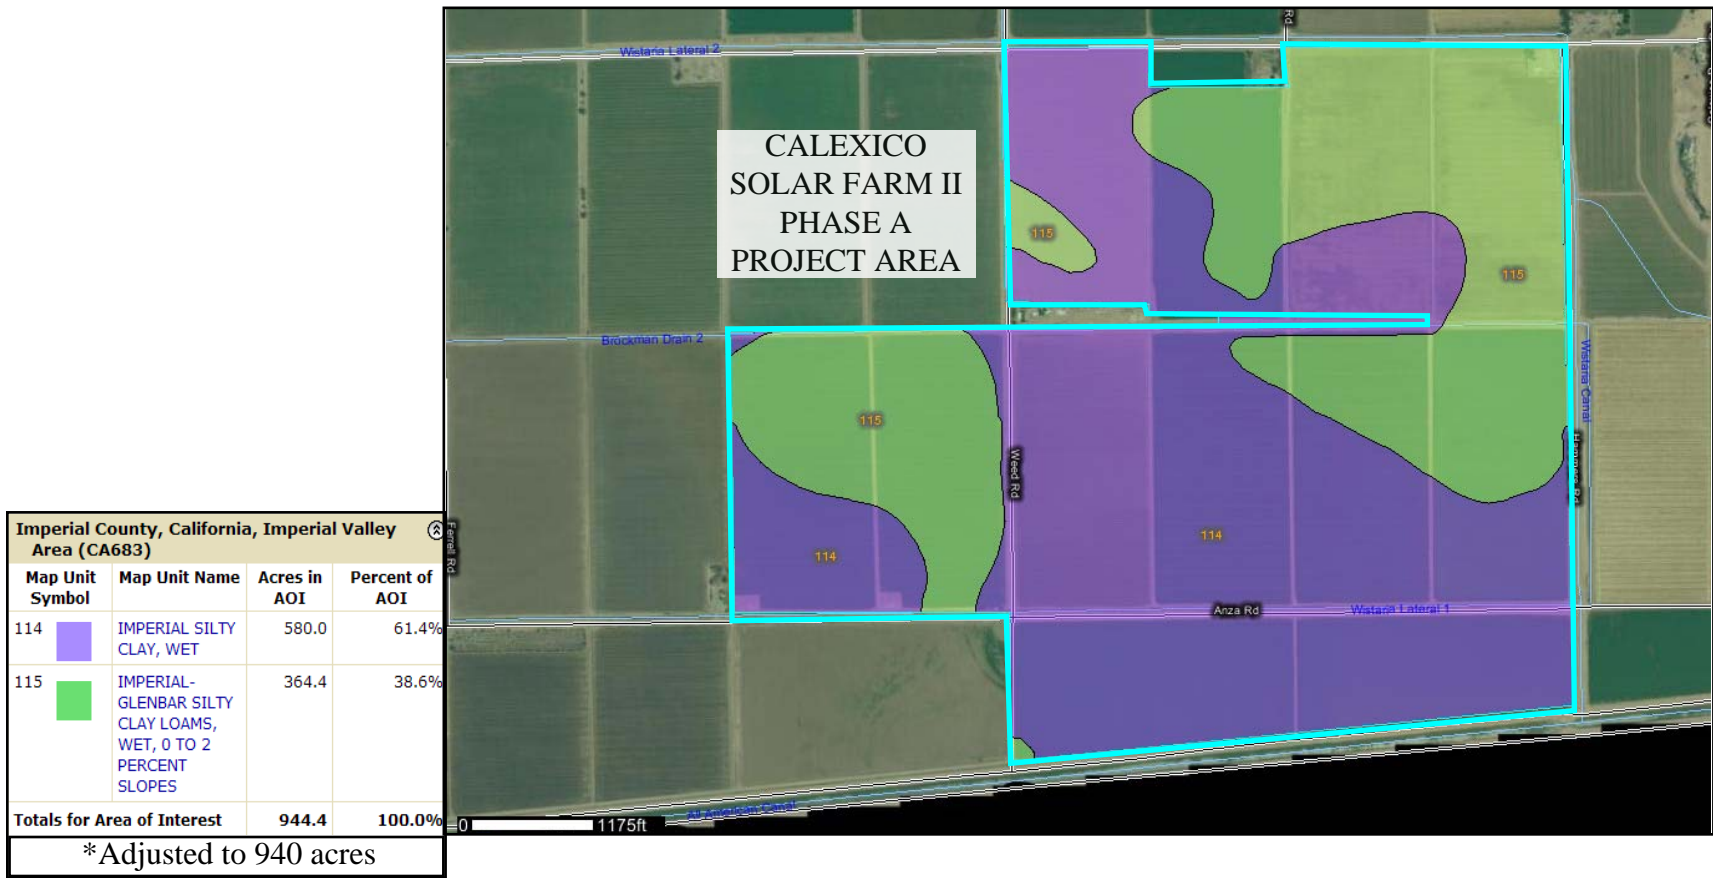 Rd
Wistaria Lateral 2
CALEXICO
SOLAR FARM II
PHASE A
PROJECT AREA
115
115
Brockman Drain 2
Wistaria Canal
115
Weed Rd
114
114
Ferrell Rd
Anza Rd
Wistaria Lateral 1
All American Canal
0 1175ft
Imperial County, California, Imperial Valley
Area (CA683)
Map Unit Symbol
Map Unit Name
Acres in AOI
Percent of AOI
114
IMPERIAL SILTY
CLAY, WET
580.0
61.4%
115
IMPERIAL-
GLENBAR SILTY
CLAY LOAMS,
WET, 0 TO 2
PERCENT
SLOPES
364.4
38.6%
Totals for Area of Interest 944.4 100.0%
*Adjusted to 940 acres